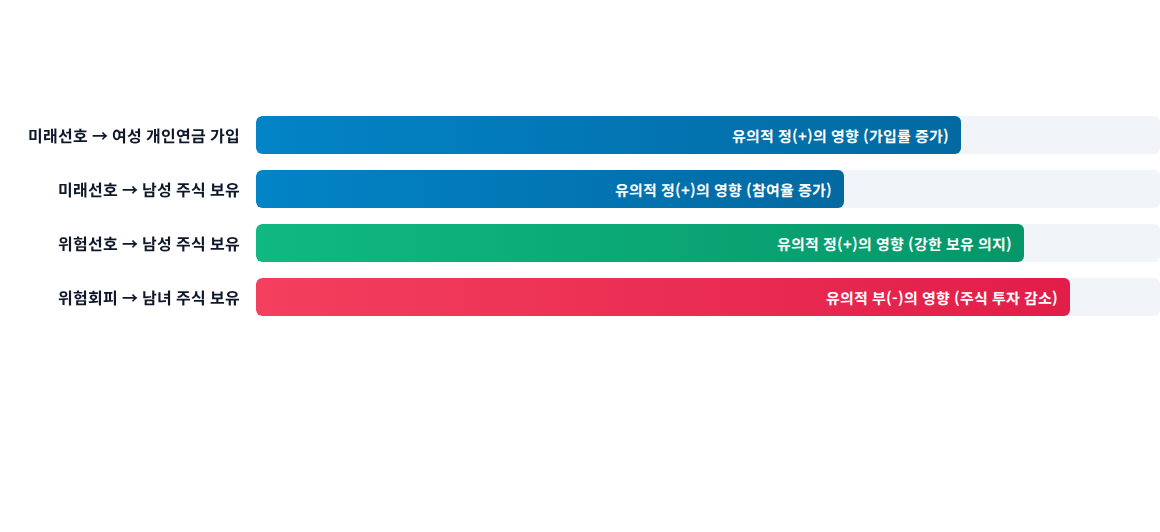 미래선호 → 여성 개인연금 가입 유의적 정(+)의 영향 (가입률 증가)
미래선호 → 남성 주식 보유 유의적 정(+)의 영향 (참여율 증가)
위험선호 → 남성 주식 보유 유의적 정(+)의 영향 (강한 보유 의지)
위험회피 → 남녀 주식 보유 유의적 부(-)의 영향 (주식 투자 감소)